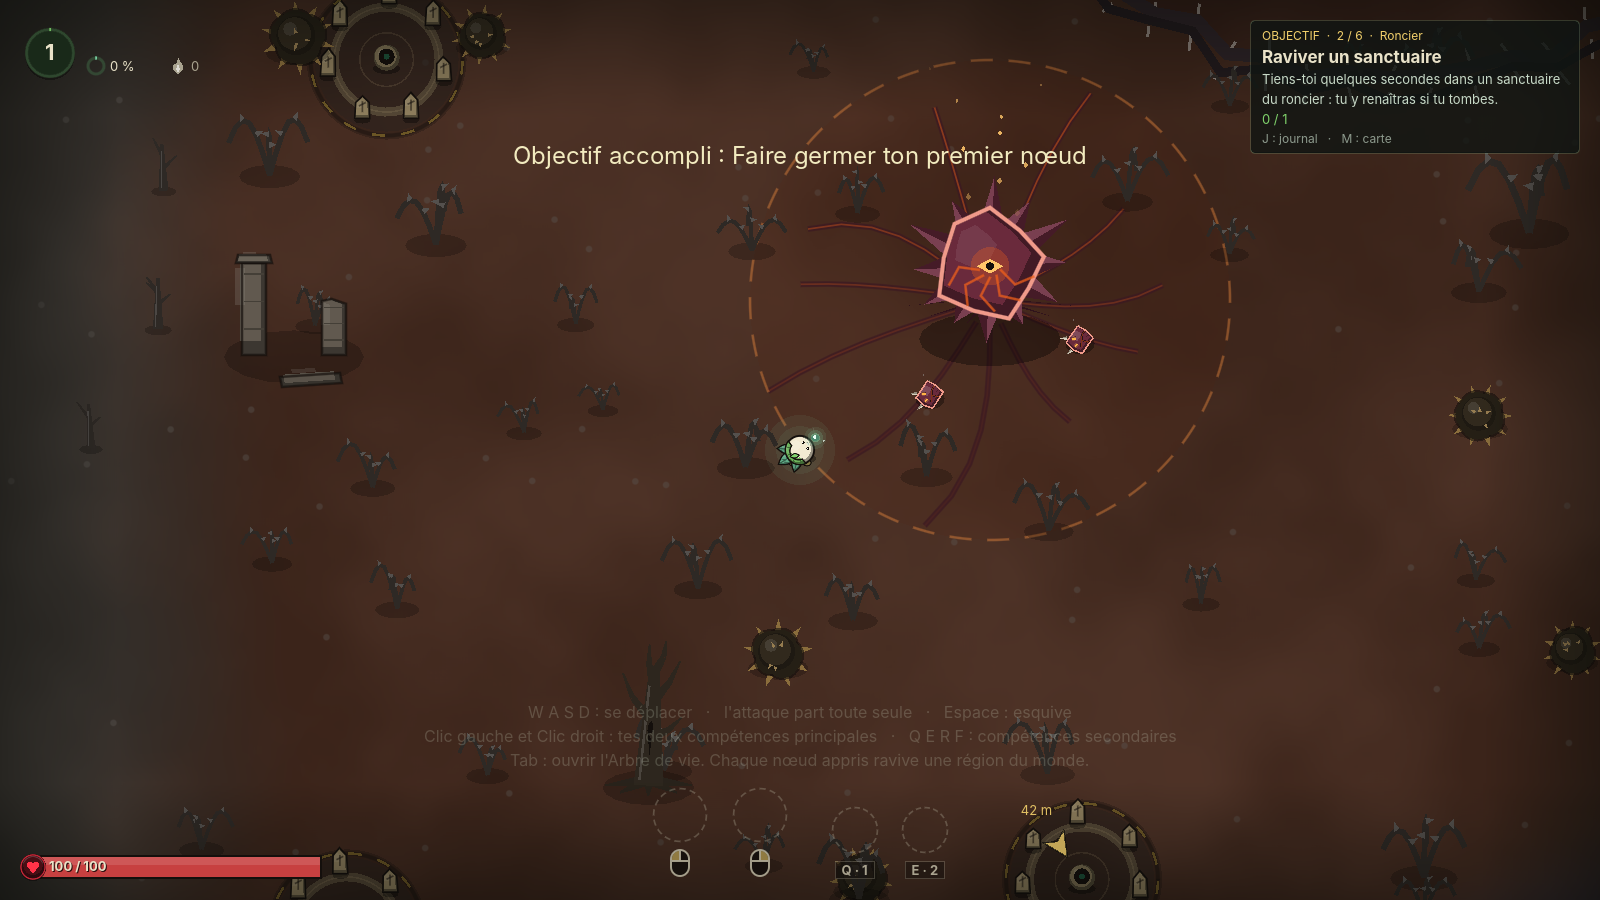 1
0 %
0
OBJECTIF · 2 / 6 · Roncier
Raviver un sanctuaire
Tiens-toi quelques secondes dans un sanctuaire
du roncier : tu y renaîtras si tu tombes.
0 / 1
J : journal · M : carte
Objectif accompli : Faire germer ton premier nœud
W A S D : se déplacer · l'attaque part toute seule · Espace : esquive
Clic gauche et Clic droit : tes deux compétences principales · Q E R F : compétences secondaires
Tab : ouvrir l'Arbre de vie. Chaque nœud appris ravive une région du monde.
42 m
100 / 100
Q · 1
E · 2